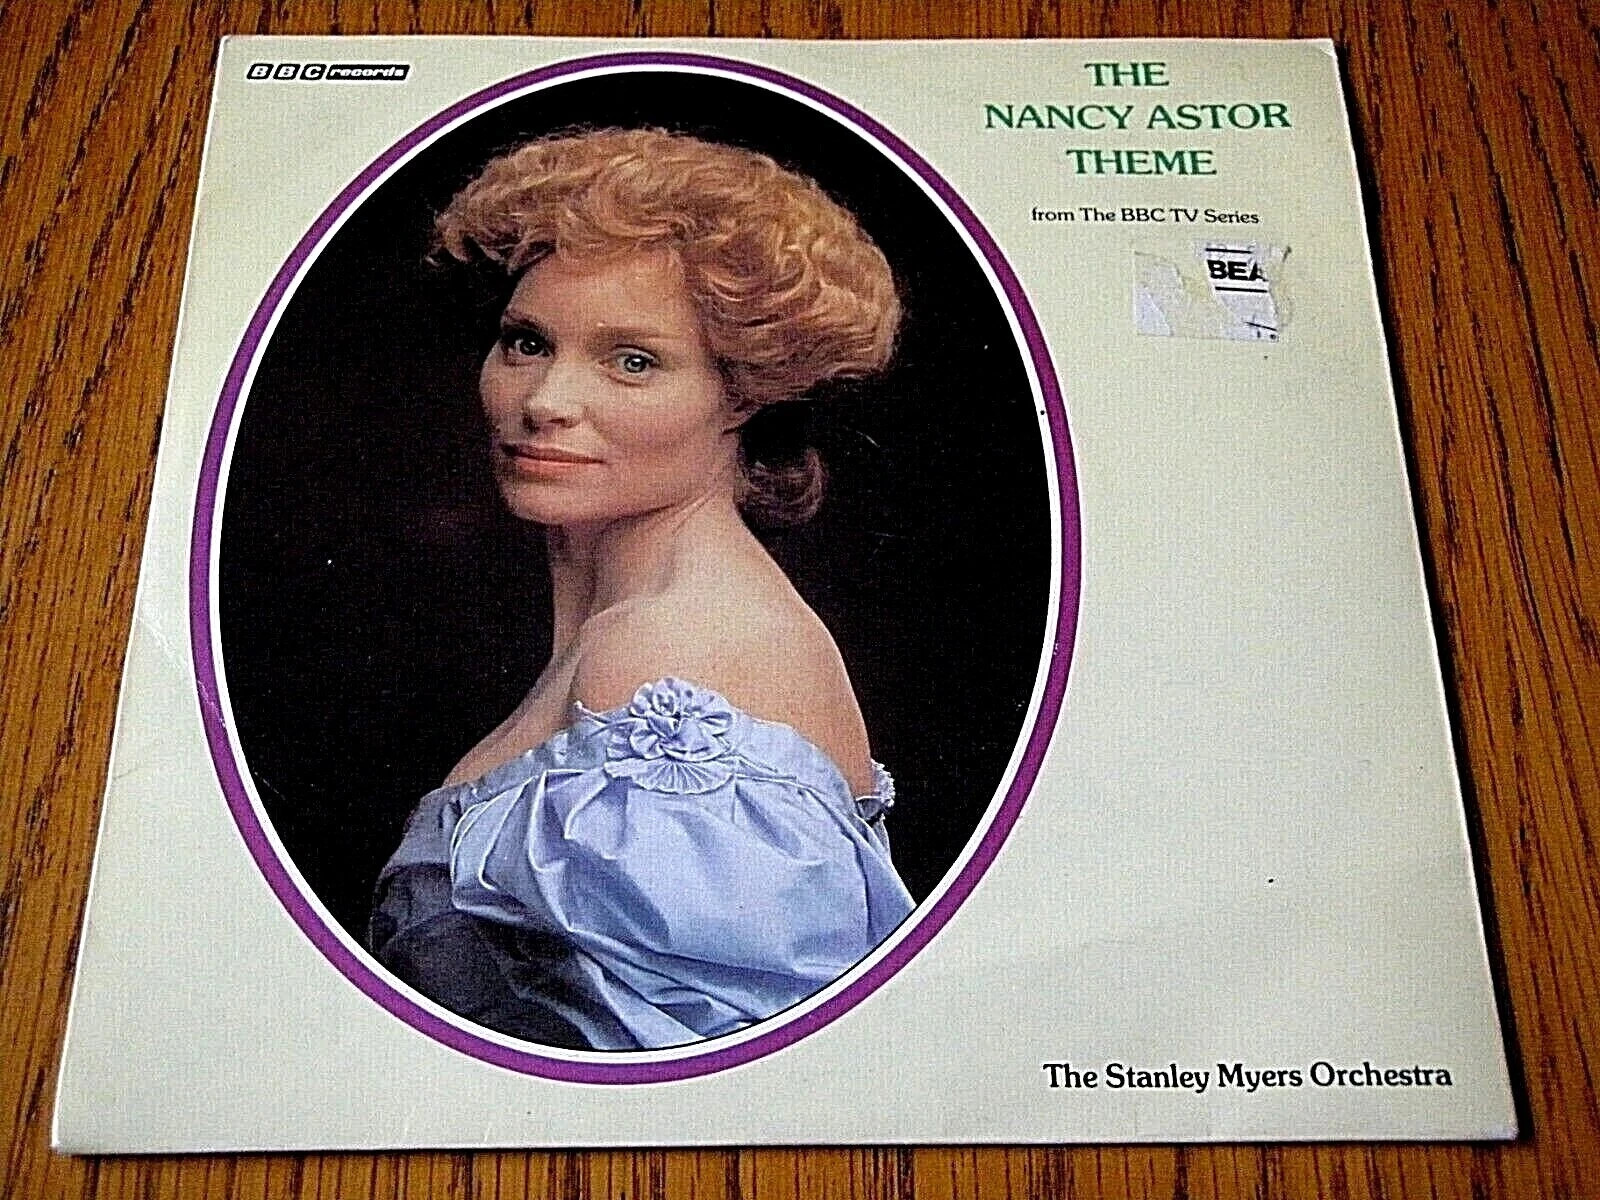 BBC records
THE
NANCY ASTOR
THEME
from The BBC TV Series
BEA
The Stanley Myers Orchestra